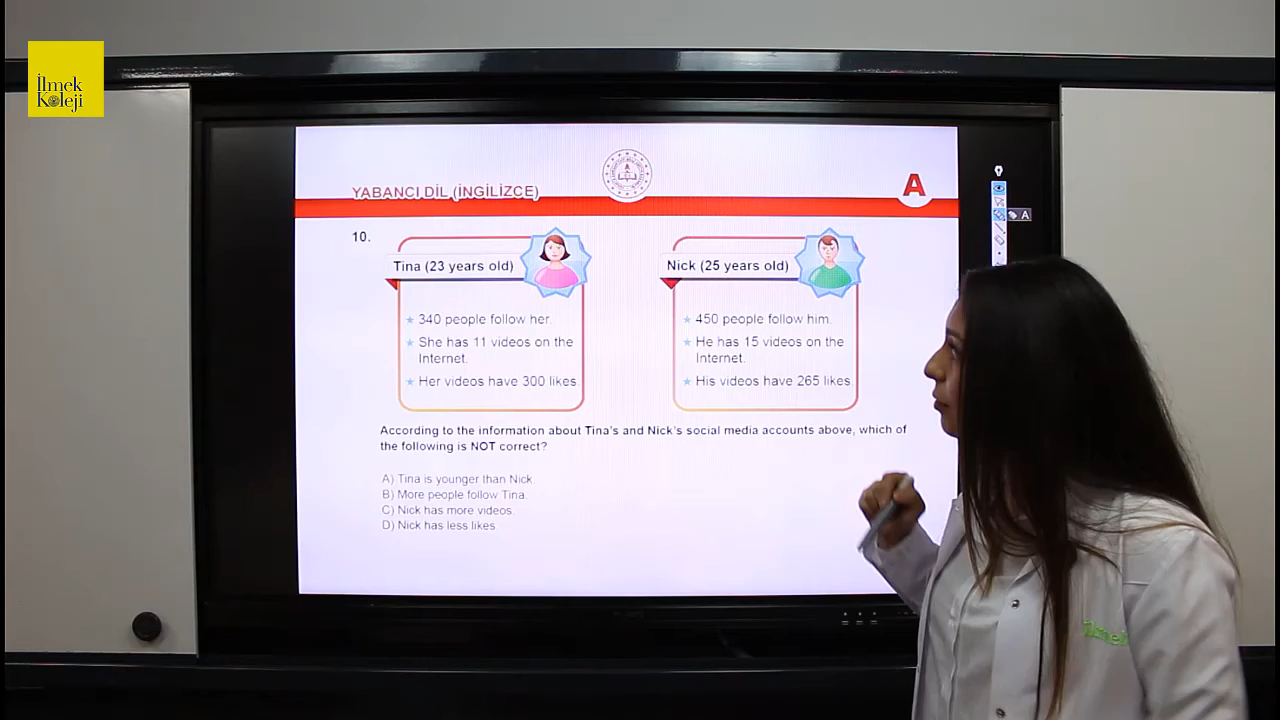 İlmek
Koleji
YABANCI DİL (İNGİLİZCE)
A
A
10.
Tina (23 years old)
★ 340 people follow her.
★ She has 11 videos on the
Internet.
★ Her videos have 300 likes.
Nick (25 years old)
★ 450 people follow him.
★ He has 15 videos on the
Internet.
★ His videos have 265 likes.
According to the information about Tina's and Nick's social media accounts above, which of
the following is NOT correct?
A) Tina is younger than Nick
B) More people follow Tina.
C) Nick has more videos.
D) Nick has less likes
ilmek